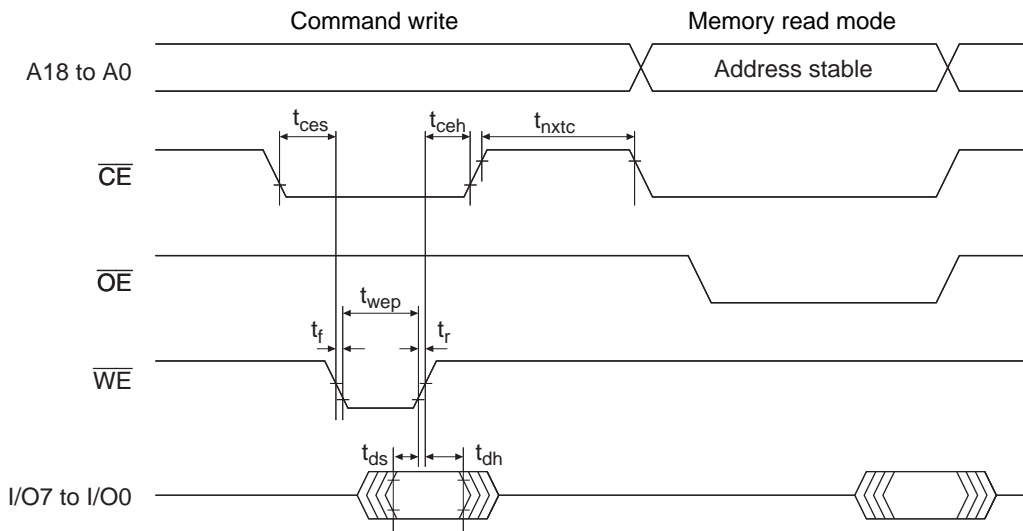 Command write
Memory read mode
A18 to A0
Address stable
tces
tceh
tnxtc
CE
OE
twep
tf
tr
WE
tds
tdh
I/O7 to I/O0